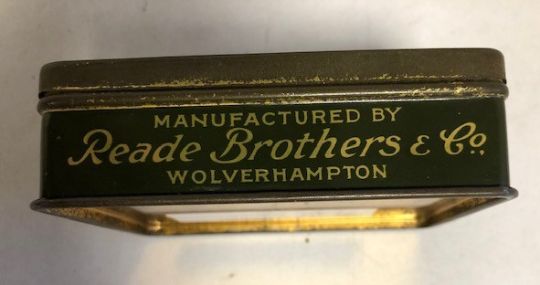 MANUFACTURED BY
Reade Brothers & Co.
WOLVERHAMPTON